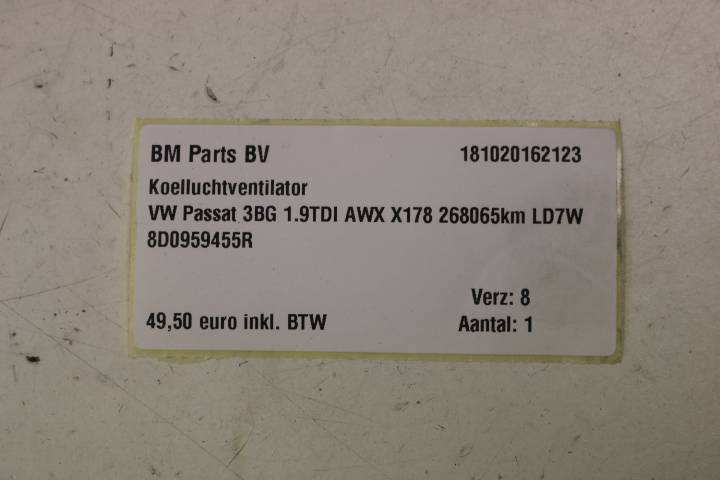 BM Parts BV 181020162123
Koelluchtventilator
VW Passat 3BG 1.9TDI AWX X178 268065km LD7W
8D0959455R
Verz: 8
49,50 euro inkl. BTW Aantal: 1